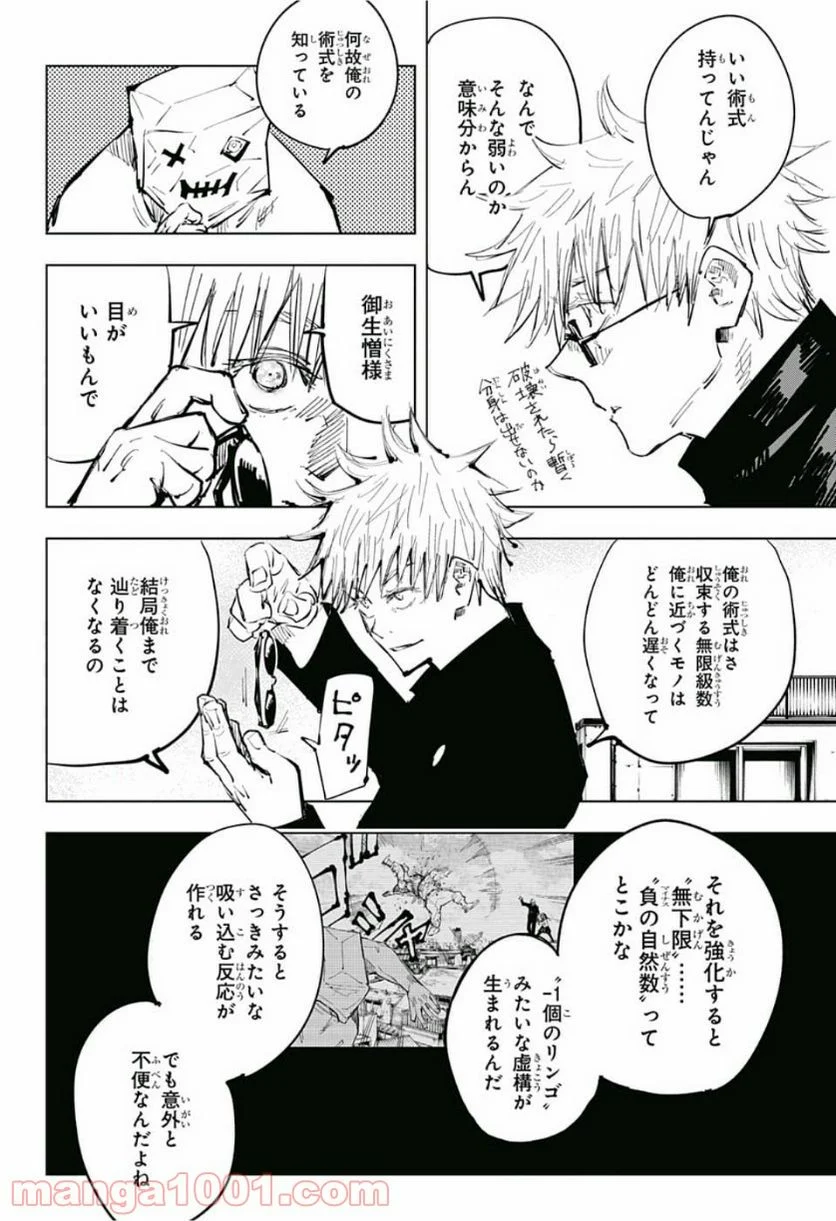 いい術式
持ってんじゃん
なんで
そんな弱いのか
意味分からん
破壊されたら暫く
分身は出せないのか
何故俺の
術式を
知っている
御生憎様
目が
いいもんで
俺の術式はさ
収束する無限級数
俺に近づくモノは
どんどん遅くなって
結局俺まで
辿り着くことは
なくなるの
ピタッ
それを強化すると
〝無下限〟……
〝負の自然数〟って
とこかな
〝-1個のリンゴ〟
みたいな虚構が
生まれるんだ
そうすると
さっきみたいな
吸い込む反応が
作れる
でも意外と
不便なんだよね
manga1001.com